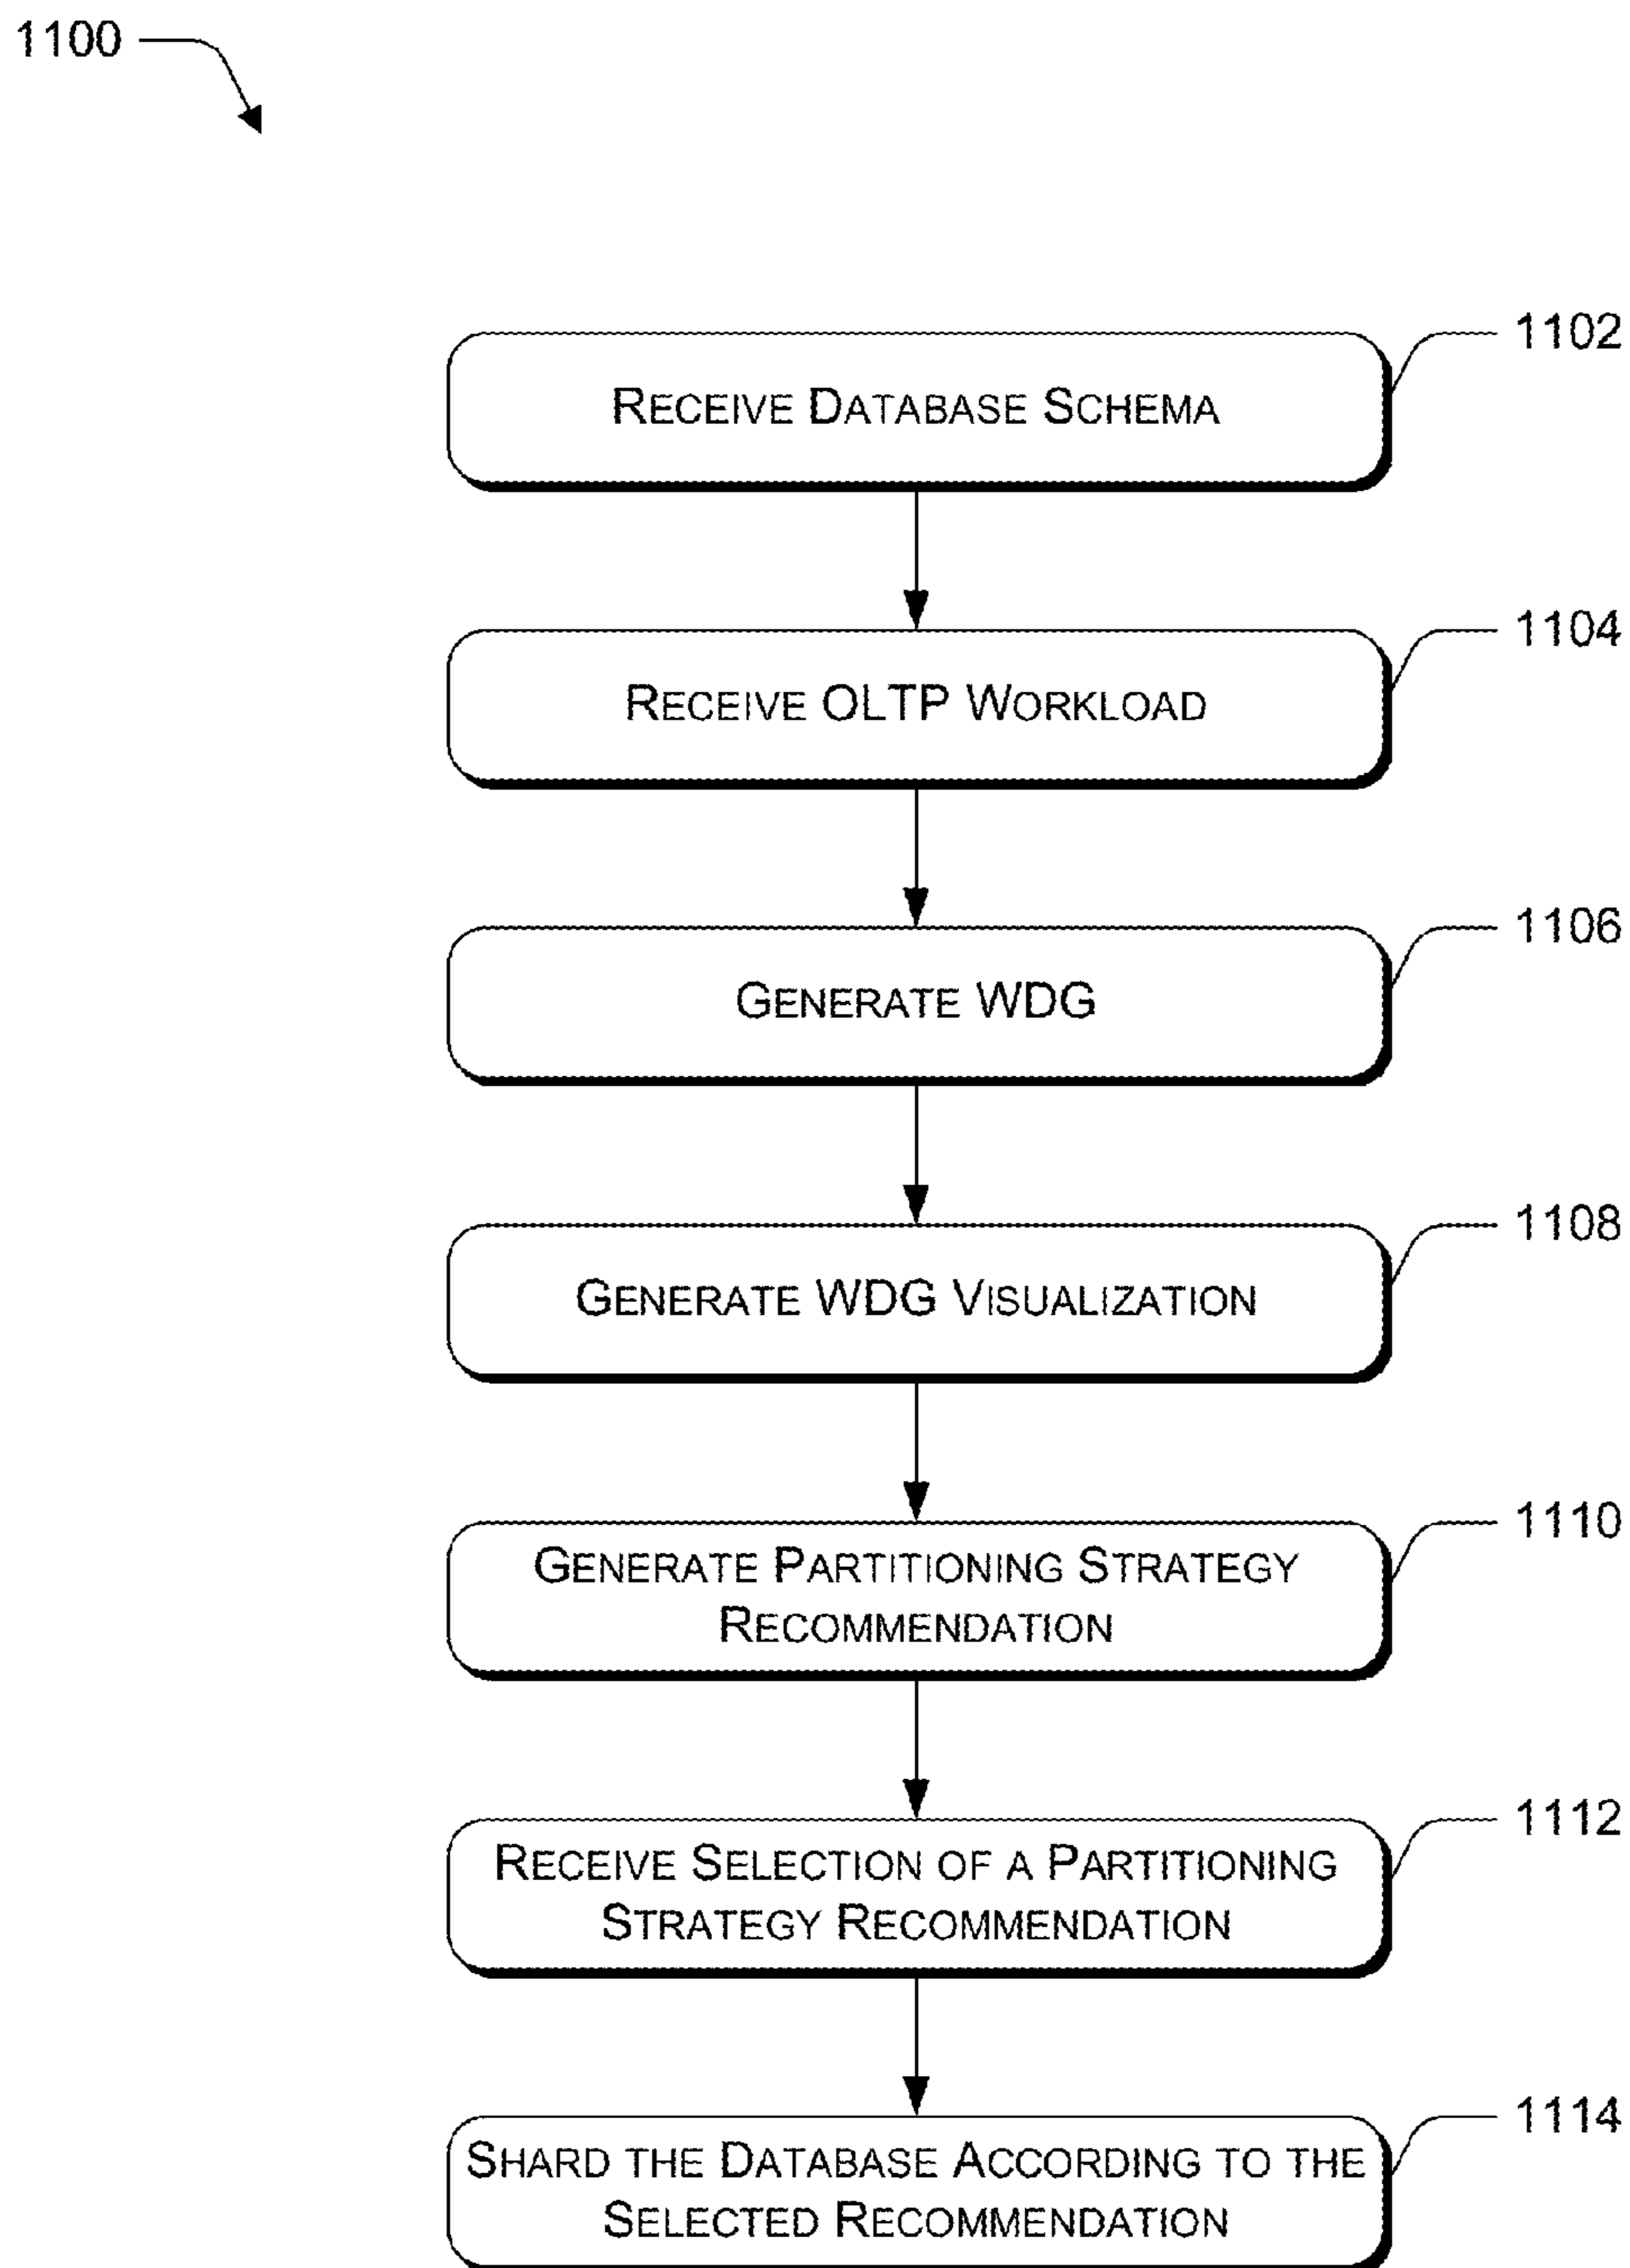 1100
1102
RECEIVE DATABASE SCHEMA
1104
RECEIVE OLTP WORKLOAD
1106
GENERATE WDG
1108
GENERATE WDG VISUALIZATION
1110
GENERATE PARTITIONING STRATEGY
RECOMMENDATION
1112
RECEIVE SELECTION OF A PARTITIONING
STRATEGY RECOMMENDATION
1114
SHARD THE DATABASE ACCORDING TO THE
SELECTED RECOMMENDATION